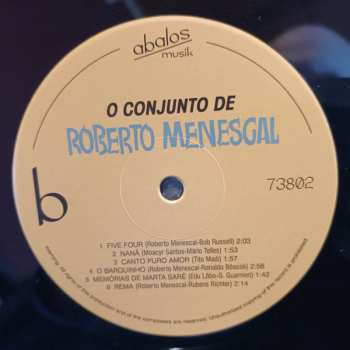 abalos
musik
O CONJUNTO DE
ROBERTO MENESCAL
b
73802
1 FIVE FOUR (Roberto Menescal-Bob Russell) 2:03
2 NANÃ (Moacyr Santos-Mário Telles) 1:53
3 CANTO PURO AMOR (Tito Madi) 1:57
4 O BARQUINHO (Roberto Menescal-Ronaldo Bôscoli) 2:56
5 MEMÓRIAS DE MARTA SARÉ (Edu Lôbo-G. Guarnieri) 1:42
6 REMA (Roberto Menescal-Rubens Richter) 2:14